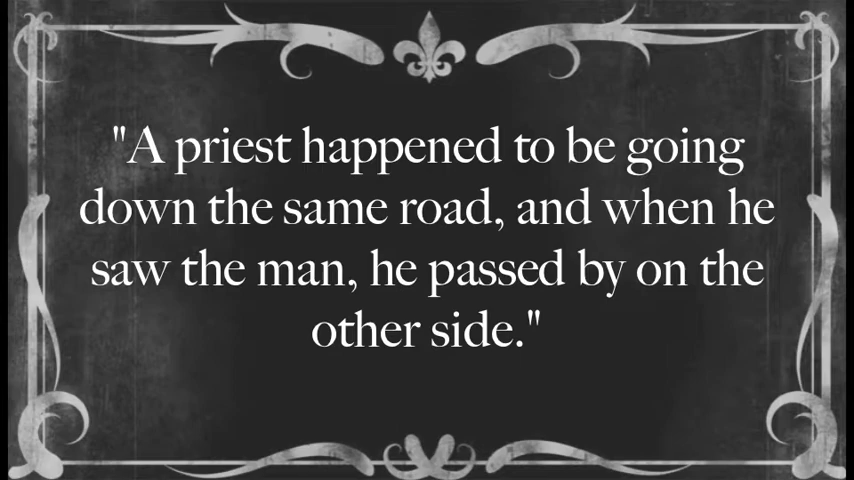 "A priest happened to be going
down the same road, and when he
saw the man, he passed by on the
other side."